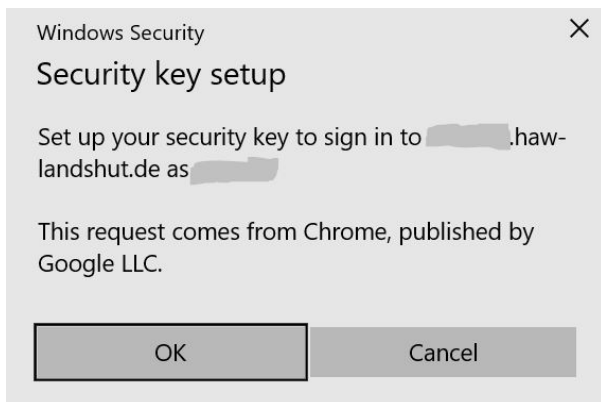 Windows Security
Security key setup
Set up your security key to sign in to .haw-
landshut.de as
This request comes from Chrome, published by
Google LLC.
OK
Cancel